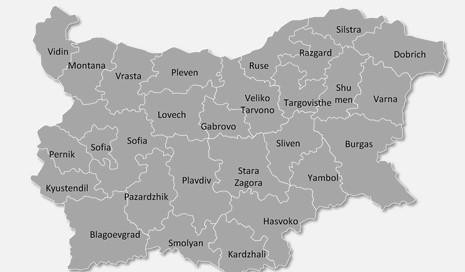 Silstra
Vidin
Razgard
Dobrich
Montana
Ruse
Vrasta
Pleven
Shu
men
Veliko
Tarvono
Targovisthe
Varna
Lovech
Gabrovo
Sofia
Sofia
Sliven
Burgas
Pernik
Stara
Zagora
Yambol
Kyustendil
Plavdiv
Pazardzhik
Hasvoko
Blagoevgrad
Smolyan
Kardzhali